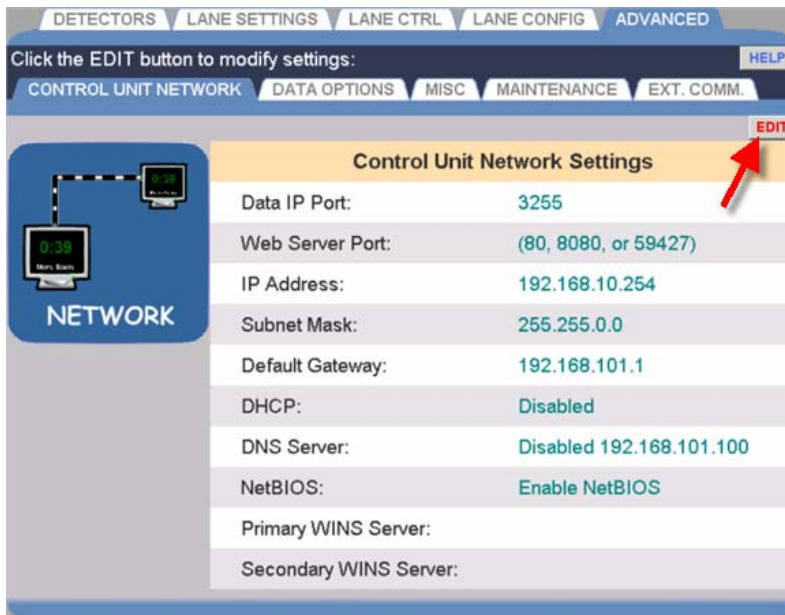 DETECTORS LANE SETTINGS LANE CTRL LANE CONFIG ADVANCED
Click the EDIT button to modify settings: HELP
CONTROL UNIT NETWORK DATA OPTIONS MISC MAINTENANCE EXT. COMM.
EDIT
Control Unit Network Settings
Data IP Port: 3255
Web Server Port: (80, 8080, or 59427)
IP Address: 192.168.10.254
Subnet Mask: 255.255.0.0
Default Gateway: 192.168.101.1
DHCP: Disabled
DNS Server: Disabled 192.168.101.100
NetBIOS: Enable NetBIOS
Primary WINS Server:
Secondary WINS Server:
0:39
0:39
NETWORK